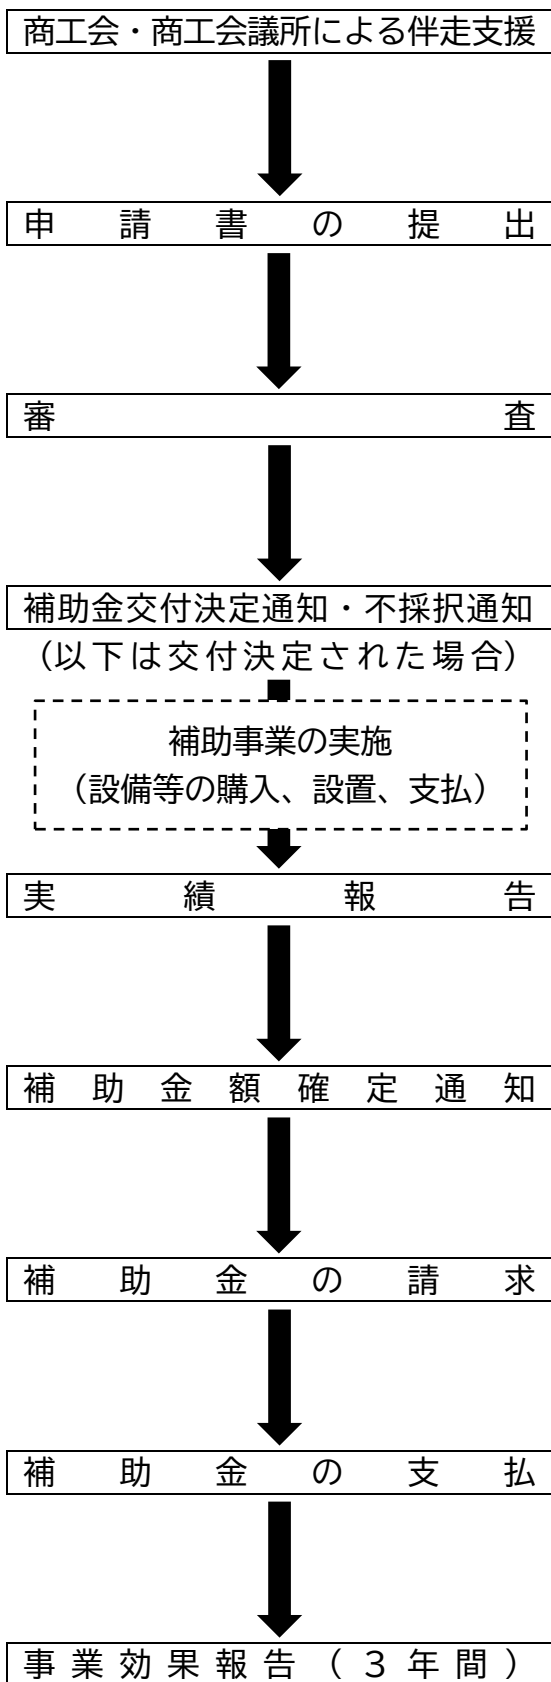 商工会・商工会議所による伴走支援
申請書の提出
審査
補助金交付決定通知・不採択通知
（以下は交付決定された場合）
補助事業の実施
（設備等の購入、設置、支払）
実績報告
補助金額確定通知
補助金の請求
補助金の支払
事業効果報告（３年間）